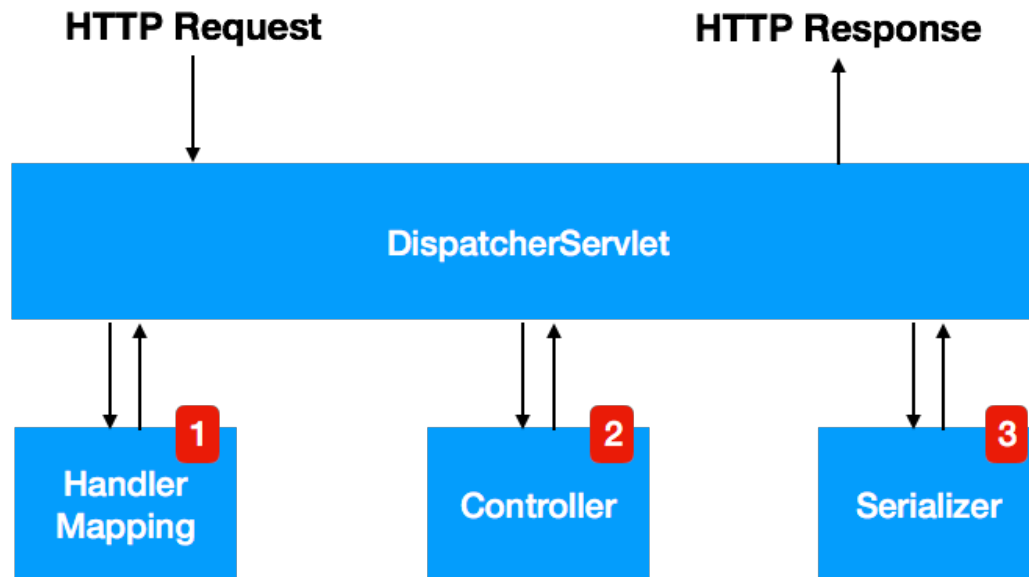 HTTP Request
HTTP Response
DispatcherServlet
1
Handler
Mapping
2
Controller
3
Serializer